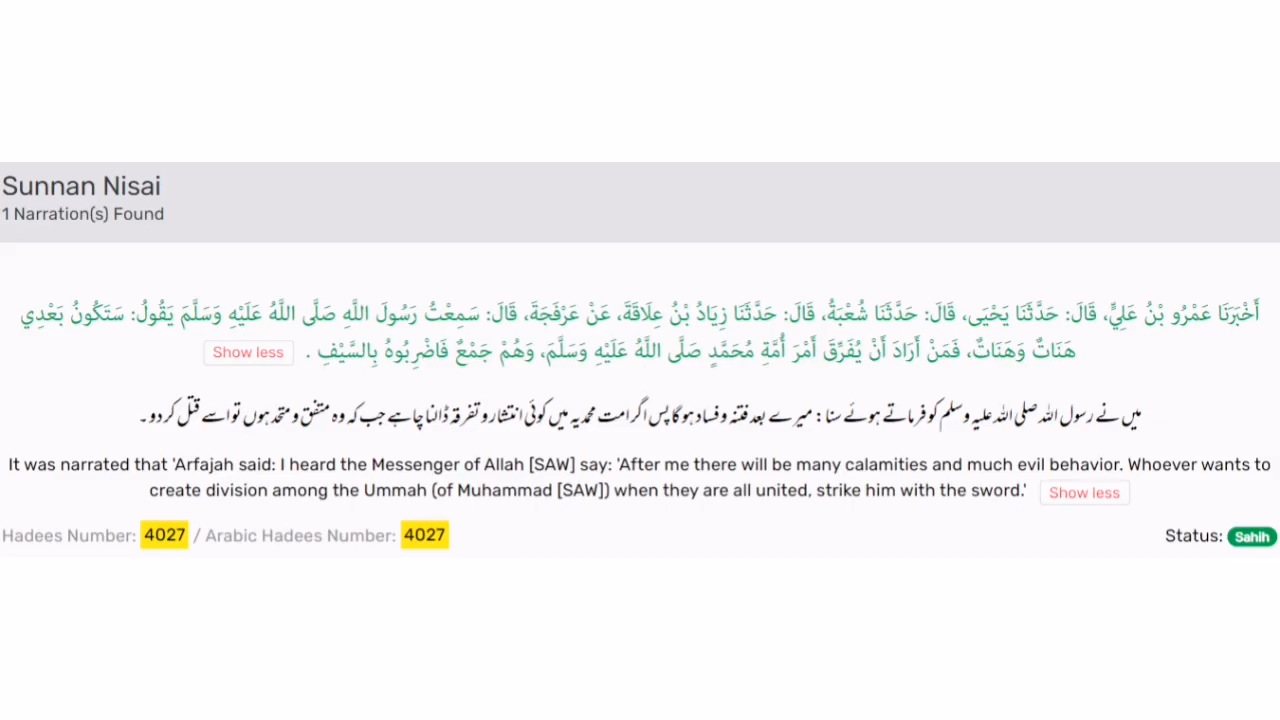 Sunnan Nisai
1 Narration(s) Found
أَخْبَرَنَا عَمْرُو بْنُ عَلِيٍّ، قَالَ: حَدَّثَنَا يَحْيَى، قَالَ: حَدَّثَنَا شُعْبَةُ، قَالَ: حَدَّثَنَا زِيَادُ بْنُ عِلَاقَةَ، عَنْ عَرْفَجَةَ، قَالَ: سَمِعْتُ رَسُولَ اللَّهِ صَلَّى اللَّهُ عَلَيْهِ وَسَلَّمَ يَقُولُ: سَتَكُونُ بَعْدِي
هَنَاتٌ وَهَنَاتٌ، فَمَنْ أَرَادَ أَنْ يُفَرِّقَ أَمْرَ أُمَّةِ مُحَمَّدٍ صَلَّى اللَّهُ عَلَيْهِ وَسَلَّمَ، وَهُمْ جَمْعٌ فَاضْرِبُوهُ بِالسَّيْفِ . Show less
میں نے رسول اللہ صلی اللہ علیہ وسلم کو فرماتے ہوئے سنا : میرے بعد فتنہ و فساد ہو گا پس اگر امت محمدیہ میں کوئی انتشار و تفرقہ ڈالنا چاہے جب کہ وہ متفق و متحد ہوں تو اسے قتل کر دو ۔
It was narrated that 'Arfajah said: I heard the Messenger of Allah [SAW] say: 'After me there will be many calamities and much evil behavior. Whoever wants to
create division among the Ummah (of Muhammad [SAW]) when they are all united, strike him with the sword.' Show less
Hadees Number: 4027 / Arabic Hadees Number: 4027 Status: Sahih